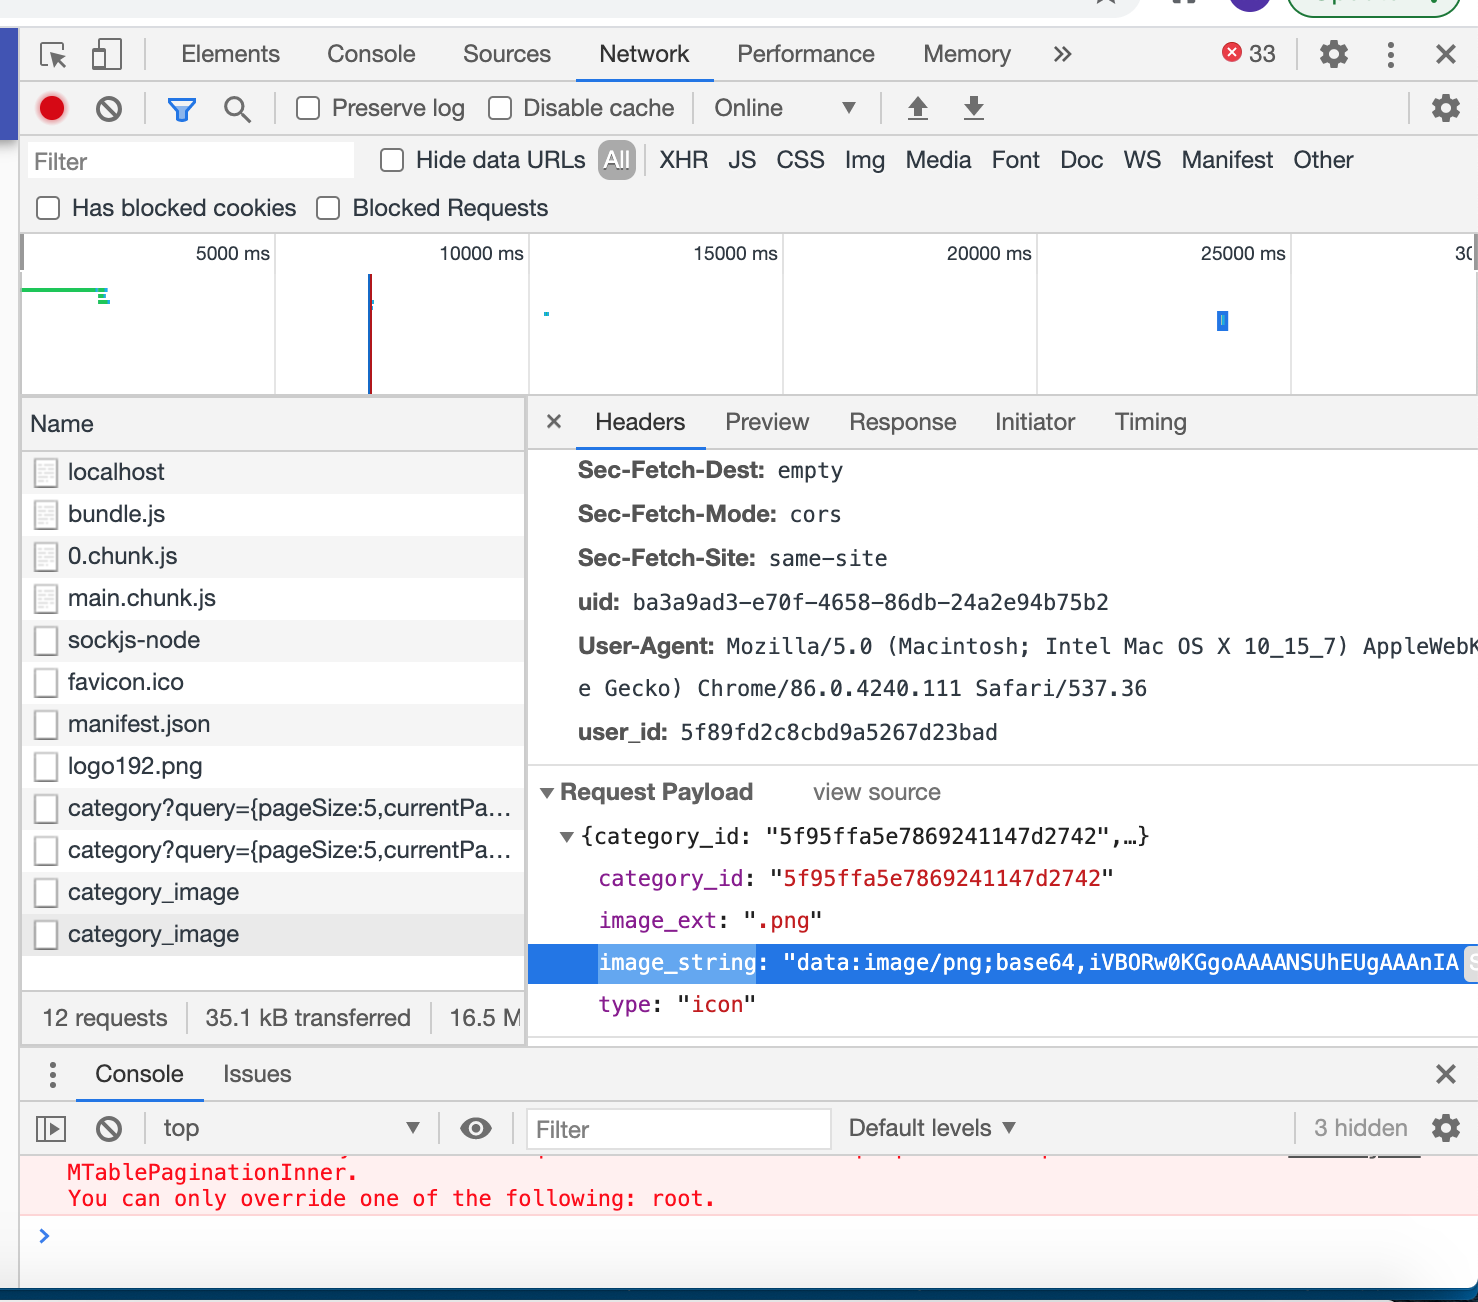 Elements Console Sources Network Performance Memory 33
Preserve log Disable cache Online
Filter Hide data URLs All XHR JS CSS Img Media Font Doc WS Manifest Other
Has blocked cookies Blocked Requests
5000 ms 10000 ms 15000 ms 20000 ms 25000 ms
Name
localhost
bundle.js
0.chunk.js
main.chunk.js
sockjs-node
favicon.ico
manifest.json
logo192.png
category?query={pageSize:5,currentPa...
category?query={pageSize:5,currentPa...
category_image
category_image
12 requests 35.1 kB transferred 16.5 M
Headers Preview Response Initiator Timing
Sec-Fetch-Dest: empty
Sec-Fetch-Mode: cors
Sec-Fetch-Site: same-site
uid: ba3a9ad3-e70f-4658-86db-24a2e94b75b2
User-Agent: Mozilla/5.0 (Macintosh; Intel Mac OS X 10_15_7) AppleWebK
e Gecko) Chrome/86.0.4240.111 Safari/537.36
user_id: 5f89fd2c8cbd9a5267d23bad
Request Payload view source
{category_id: "5f95ffa5e7869241147d2742",…}
category_id: "5f95ffa5e7869241147d2742"
image_ext: ".png"
image_string: "data:image/png;base64,iVBORw0KGgoAAAANSUhEUgAAAnIA
type: "icon"
Console Issues
top Filter Default levels 3 hidden
MTablePaginationInner.
You can only override one of the following: root.